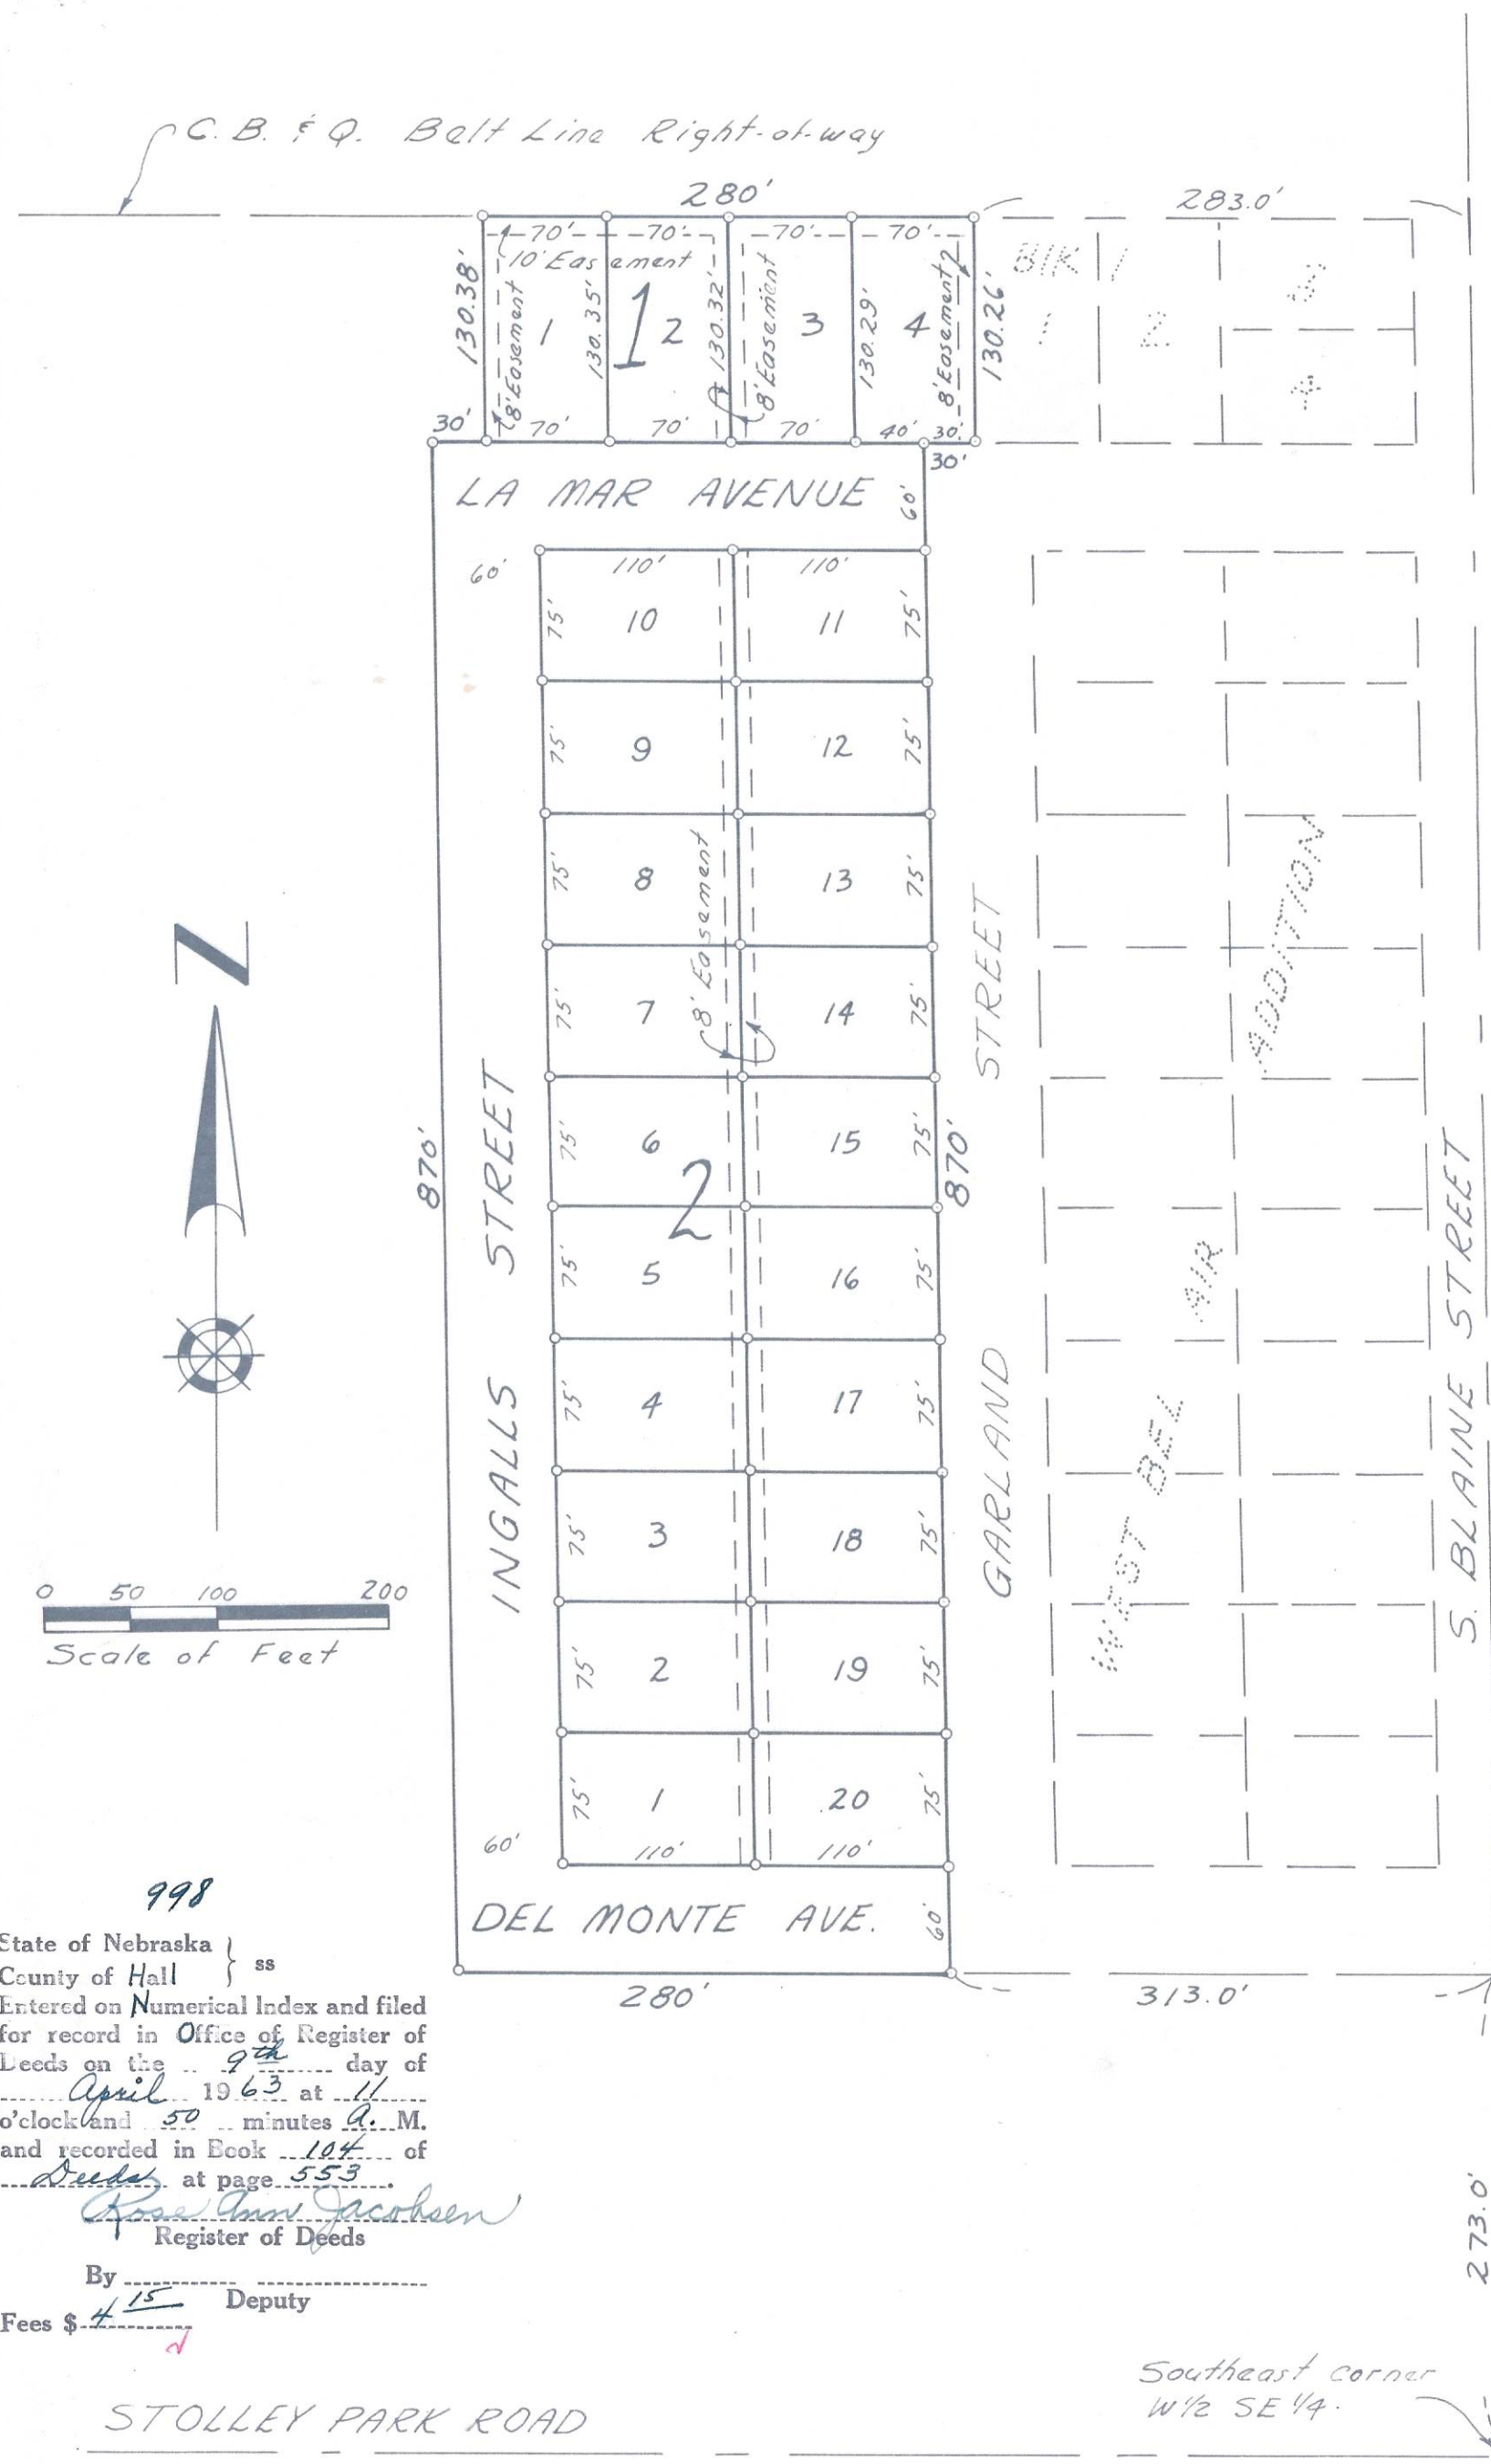 C. B. & Q. Belt Line Right-of-way
280'
283.0'
70' 70' 70' 70'
10' Easement
130.38'
8' Easement
1
130.35'
1
2
130.32'
8' Easement
3
130.29'
4
8' Easement
130.26'
BlK 1
1
2
3
4
30' 70' 70' 70' 40' 30'
30'
LA MAR AVENUE
60'
60'
110' 110'
75' 10 11 75'
75' 9 12 75'
75' 8 13 75'
8' Easement
75' 7 14 75'
75' 6 15 75'
2
870'
870'
75' 5 16 75'
75' 4 17 75'
75' 3 18 75'
75' 2 19 75'
75' 1 20 75'
60' 110' 110'
INGALLS STREET
GARLAND STREET
WEST BEL AIR ADDITION
S. BLAINE STREET
N
0 50 100 200
Scale of Feet
DEL MONTE AVE.
60'
280'
313.0'
998
State of Nebraska } ss
County of Hall
Entered on Numerical Index and filed
for record in Office of Register of
Deeds on the 9th day of
April 1963 at 11
o'clock and 50 minutes A. M.
and recorded in Book 104 of
Deeds at page 553.
Rose Ann Jacobsen
Register of Deeds
By
Deputy
Fees $ 4 15
273.0'
Southeast corner
W 1/2 SE 1/4.
STOLLEY PARK ROAD